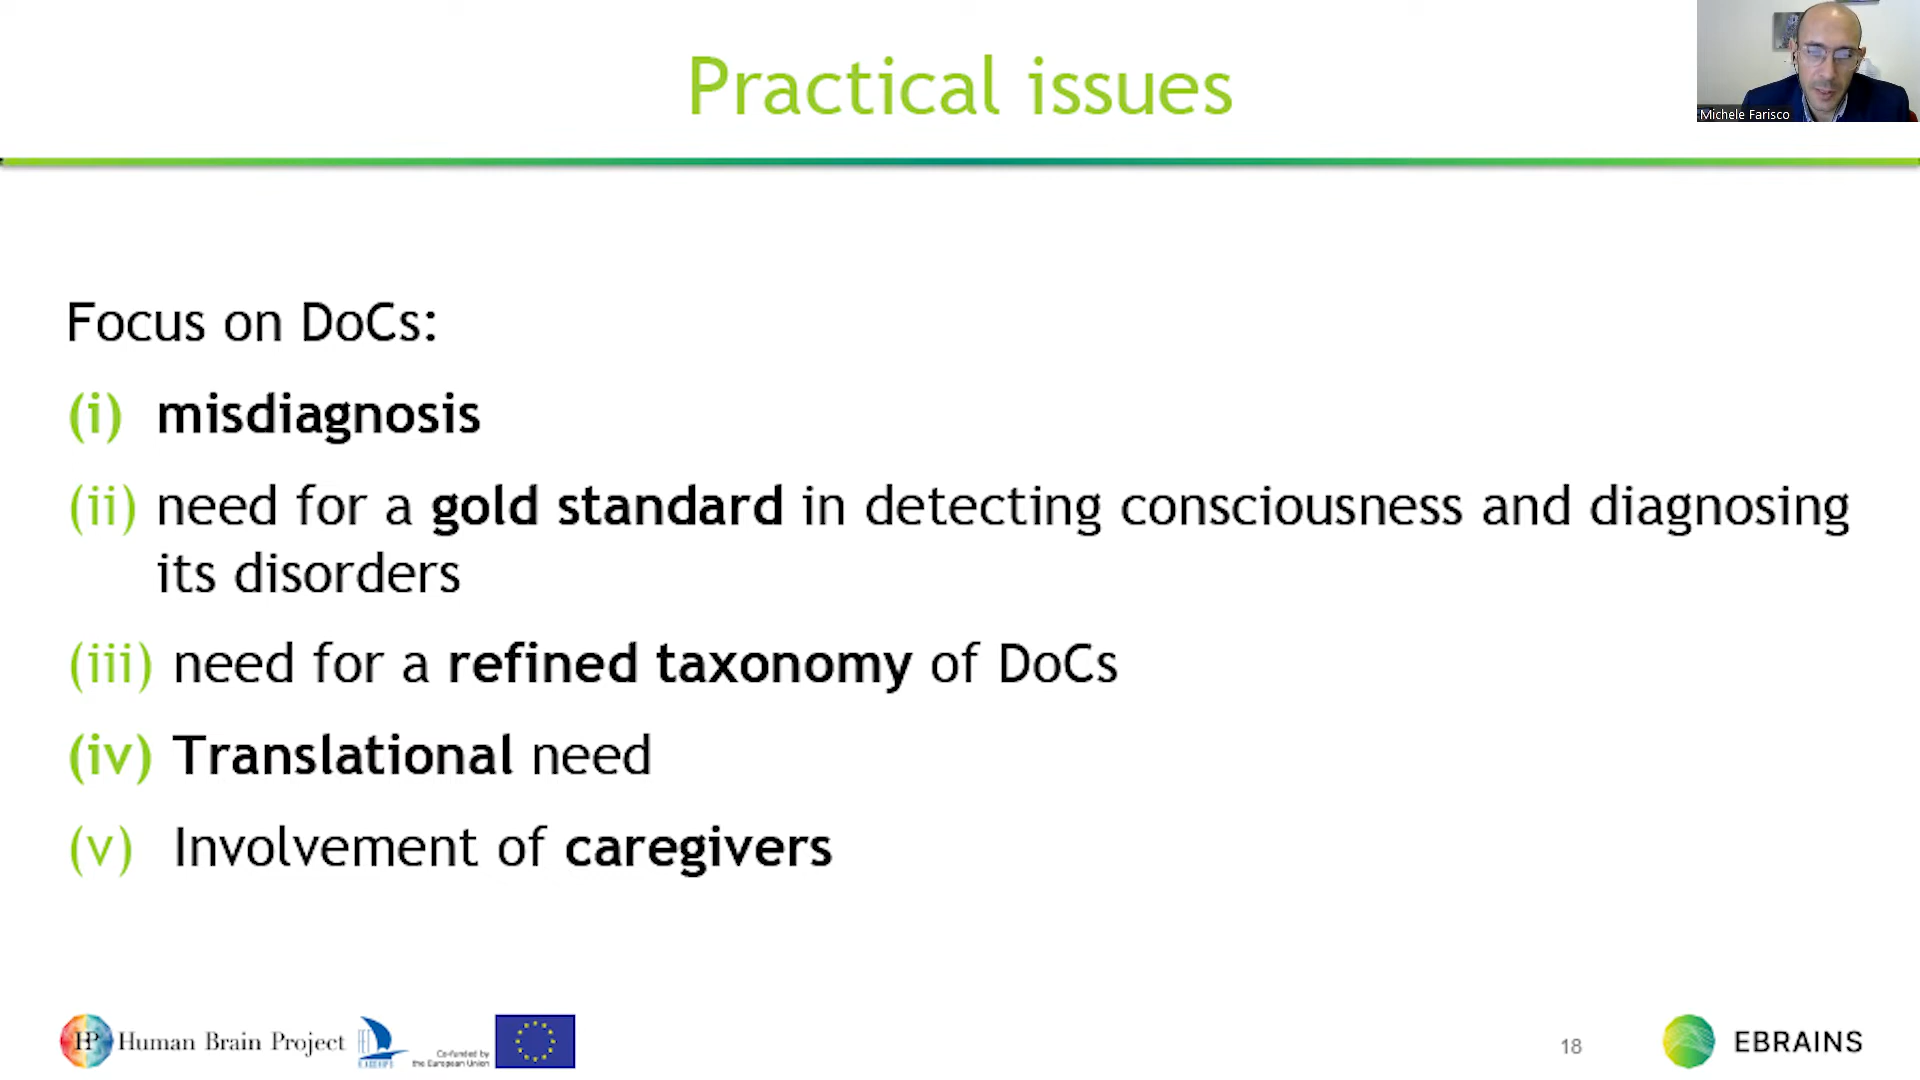 Practical issues
Michele Farisco
Focus on DoCs:
(i) misdiagnosis
(ii) need for a gold standard in detecting consciousness and diagnosing
its disorders
(iii) need for a refined taxonomy of DoCs
(iv) Translational need
(v) Involvement of caregivers
HP Human Brain Project
Co-funded by
the European Union
18
EBRAINS